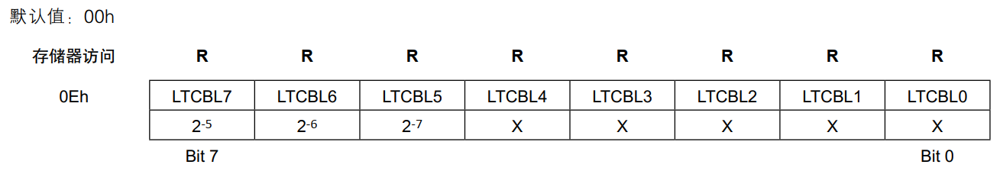 默认值：00h
存储器访问 R R R R R R R R
0Eh LTCBL7 LTCBL6 LTCBL5 LTCBL4 LTCBL3 LTCBL2 LTCBL1 LTCBL0
2-5 2-6 2-7 X X X X X
Bit 7 Bit 0